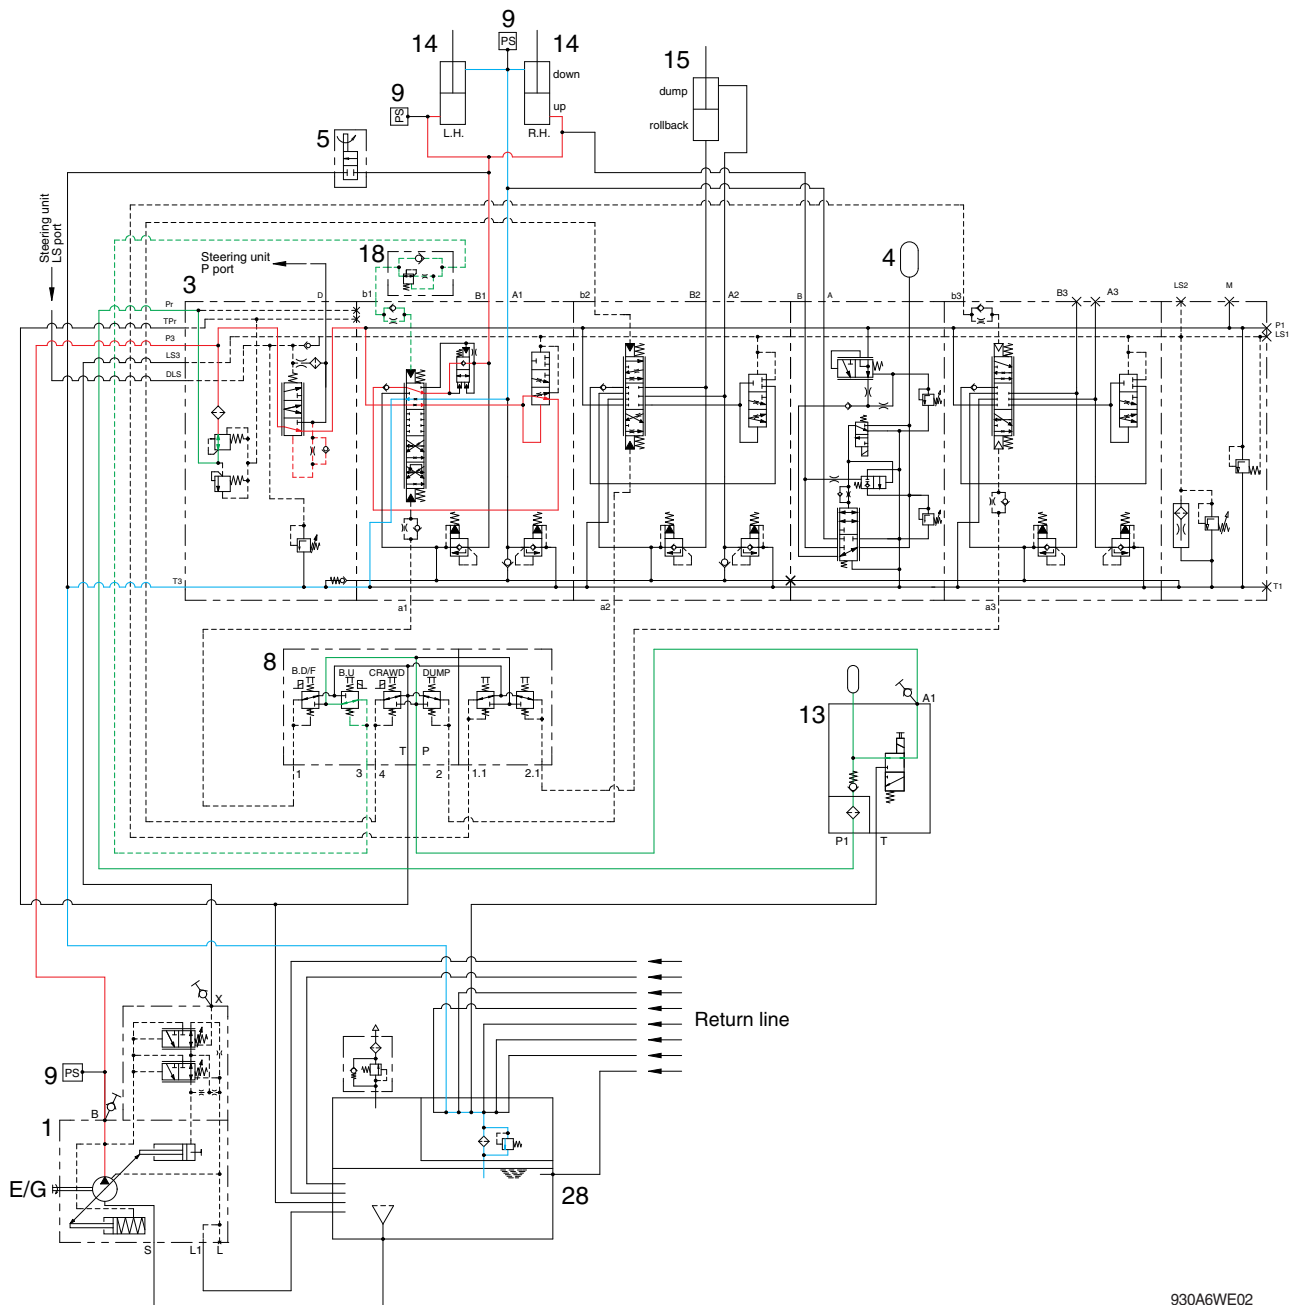 9
PS
14
14
15
down
up
dump
rollback
9
PS
L.H.
R.H.
5
Steering unit
LS port
18
4
Steering unit
P port
3
D
b1
B1
A1
b2
B2
A2
B
A
b3
B3
A3
LS2
M
Pr
TPr
P3
LS3
DLS
P1
LS1
T3
T1
a1
a2
a3
8
B.D/F
B.U
CRAWD
DUMP
T
P
1
3
4
2
1.1
2.1
13
A1
P1
T
X
Return line
9
PS
B
1
E/G
S
L1
L
28
930A6WE02